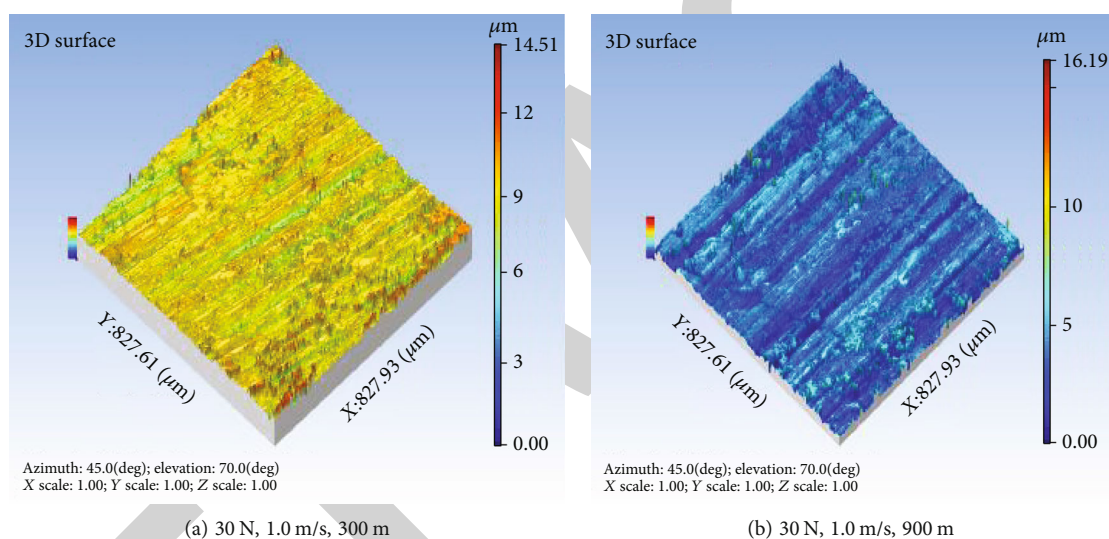 3D surface
μm
14.51
12
9
6
3
0.00
Y:827.61 (μm)
X:827.93 (μm)
Azimuth: 45.0(deg); elevation: 70.0(deg)
X scale: 1.00; Y scale: 1.00; Z scale: 1.00
(a) 30 N, 1.0 m/s, 300 m
3D surface
μm
16.19
10
5
0.00
Y:827.61 (μm)
X:827.93 (μm)
Azimuth: 45.0(deg); elevation: 70.0(deg)
X scale: 1.00; Y scale: 1.00; Z scale: 1.00
(b) 30 N, 1.0 m/s, 900 m